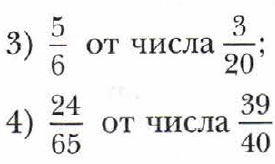 3) 5/6 от числа 3/20;
4) 24/65 от числа 39/40